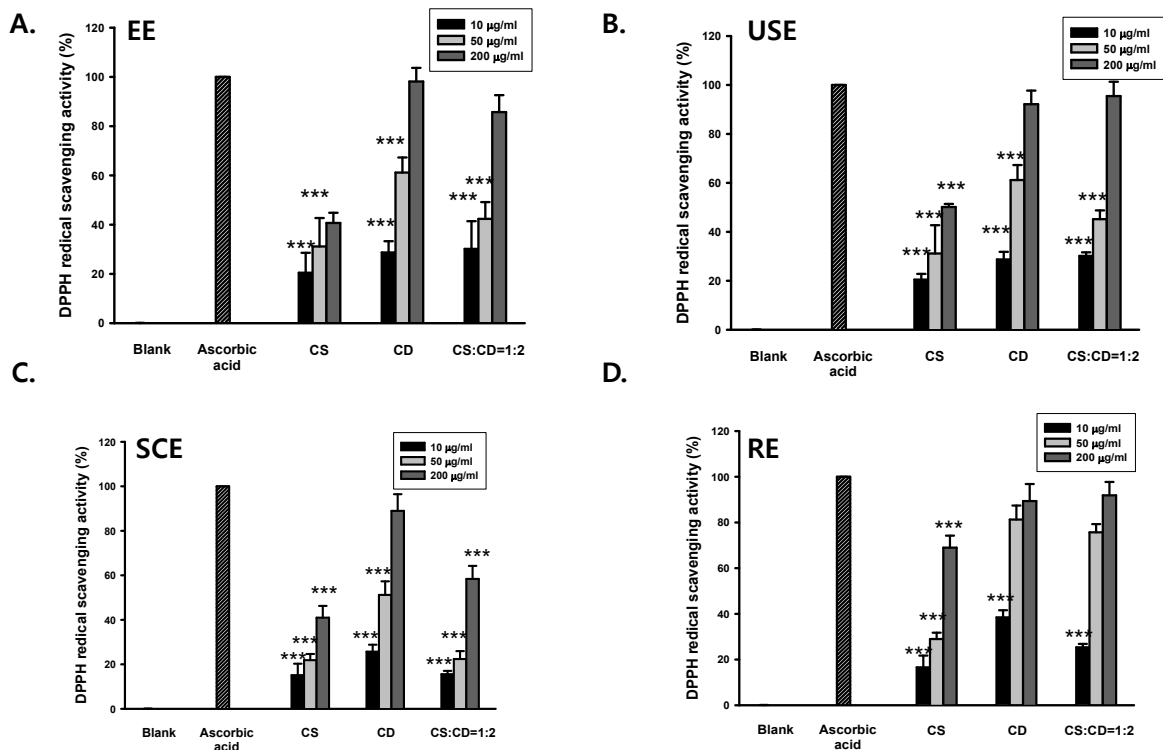 A.
EE
10 µg/ml
50 µg/ml
200 µg/ml
DPPH redical scavenging activity (%)
120
100
80
60
40
20
0
***
***
***
***
***
***
Blank
Ascorbic acid
CS
CD
CS:CD=1:2
B.
USE
10 µg/ml
50 µg/ml
200 µg/ml
DPPH redical scavenging activity (%)
120
100
80
60
40
20
0
***
***
***
***
***
***
***
Blank
Ascorbic
acid
CS
CD
CS:CD=1:2
C.
SCE
10 µg/ml
50 µg/ml
200 µg/ml
DPPH redical scavenging activity (%)
120
100
80
60
40
20
0
***
***
***
***
***
***
***
***
Blank
Ascorbic
acid
CS
CD
CS:CD=1:2
D.
RE
10 µg/ml
50 µg/ml
200 µg/ml
DPPH redical scavenging activity (%)
120
100
80
60
40
20
0
***
***
***
***
***
Blank
Ascorbic
acid
CS
CD
CS:CD=1:2